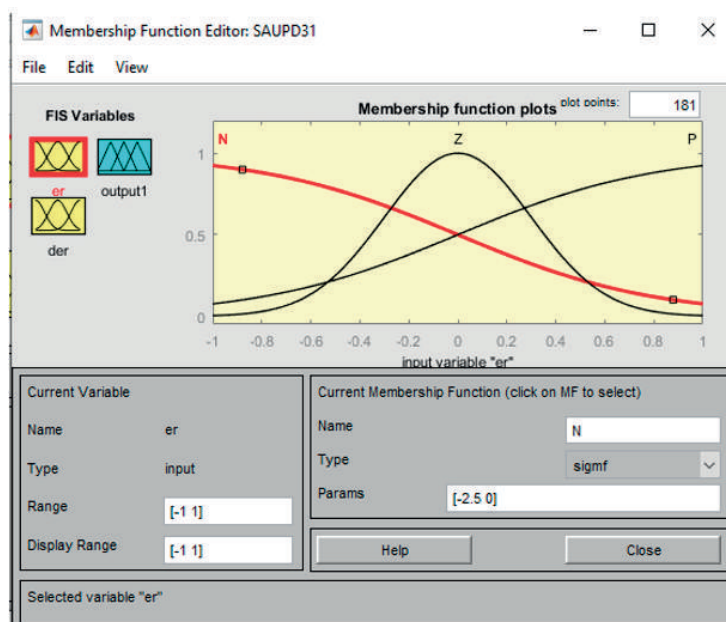 Membership Function Editor: SAUPD31
File Edit View
FIS Variables
er
output1
der
Membership function plots
plot points:
181
N
Z
P
1
0.5
0
-1 -0.8 -0.6 -0.4 -0.2 0 0.2 0.4 0.6 0.8 1
input variable "er"
Current Variable
Name er
Type input
Range [-1 1]
Display Range [-1 1]
Current Membership Function (click on MF to select)
Name N
Type sigmf
Params [-2.5 0]
Help Close
Selected variable "er"